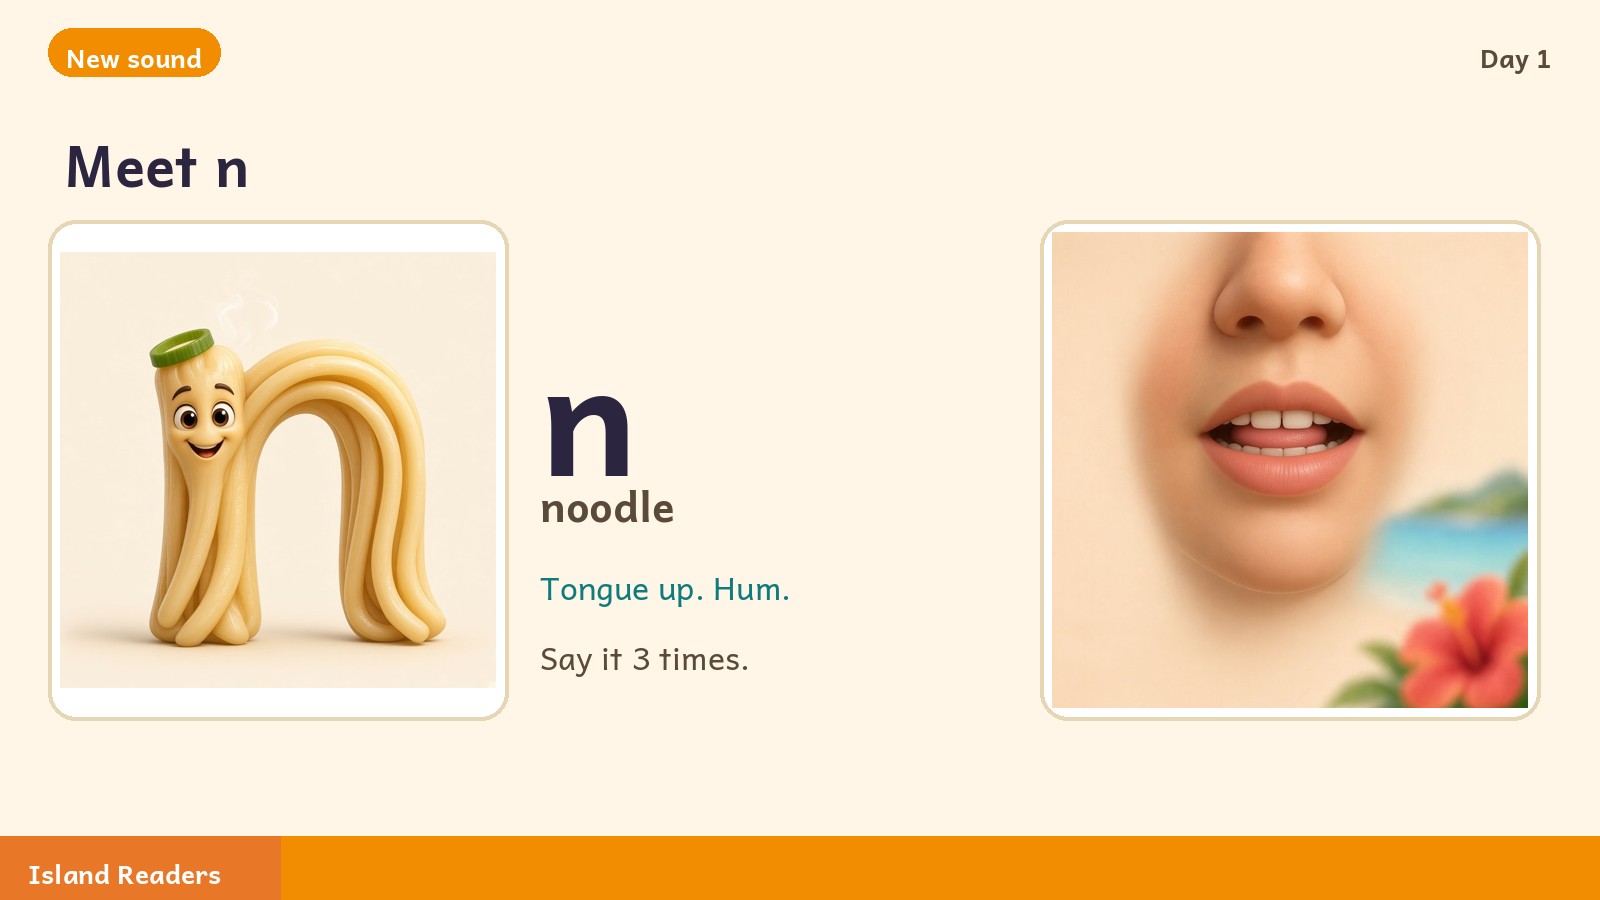 New sound
Day 1
Meet n
n
noodle
Tongue up. Hum.
Say it 3 times.
Island Readers